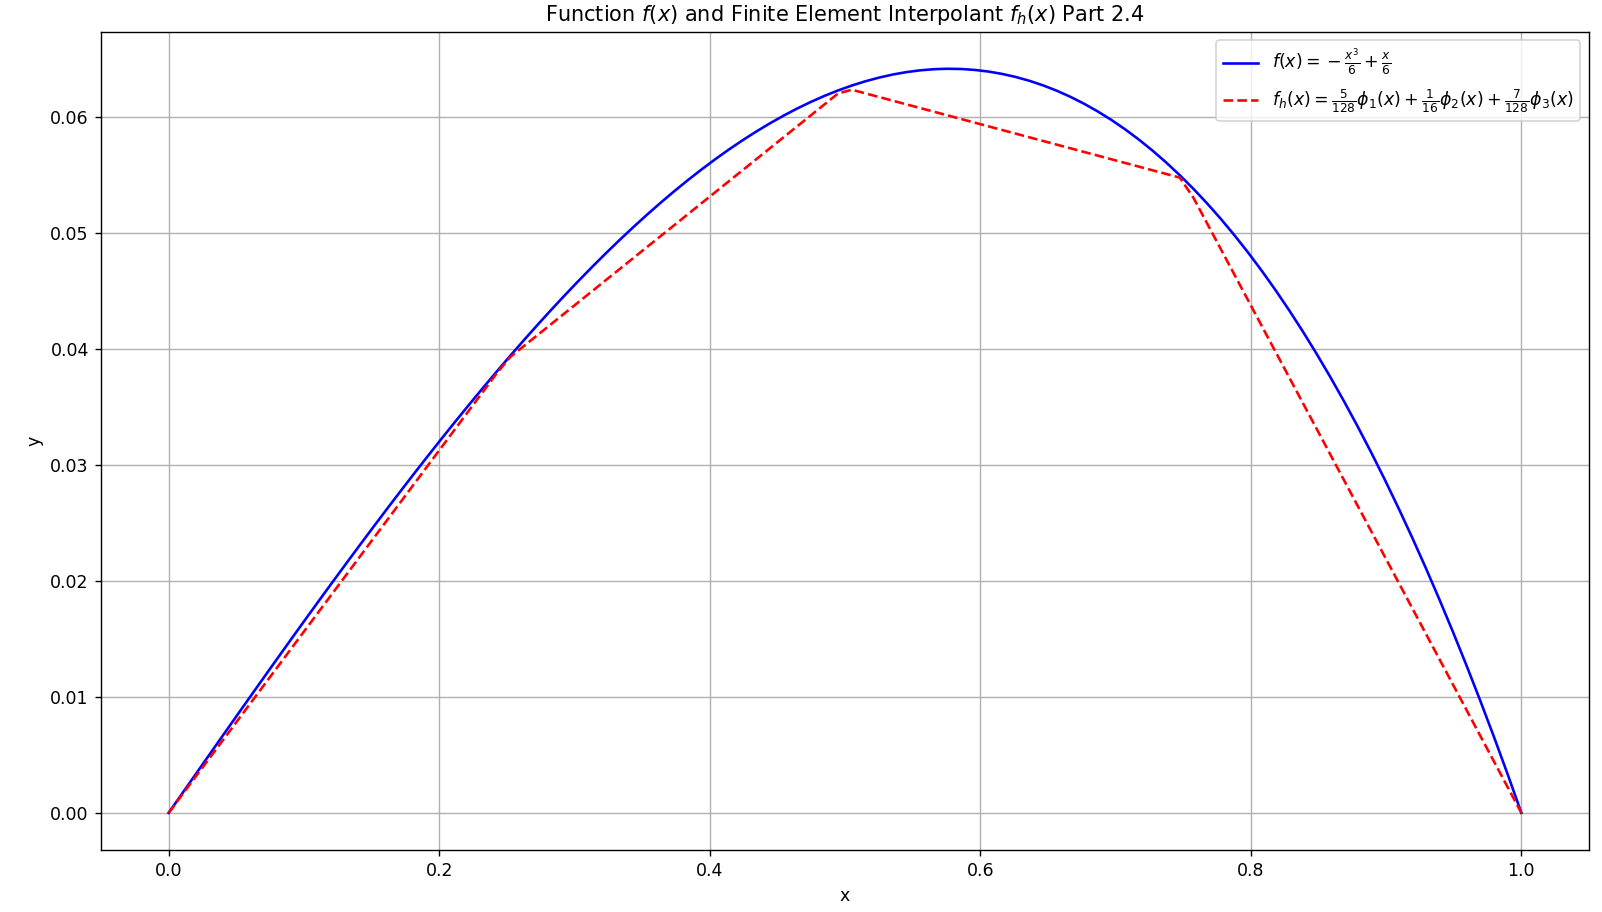 Function f(x) and Finite Element Interpolant fₕ(x) Part 2.4
f(x) = −x³/6 + x/6
fₕ(x) = 5/128 ϕ₁(x) + 1/16 ϕ₂(x) + 7/128 ϕ₃(x)
0.06
0.05
0.04
0.03
0.02
0.01
0.00
y
0.0 0.2 0.4 0.6 0.8 1.0
x